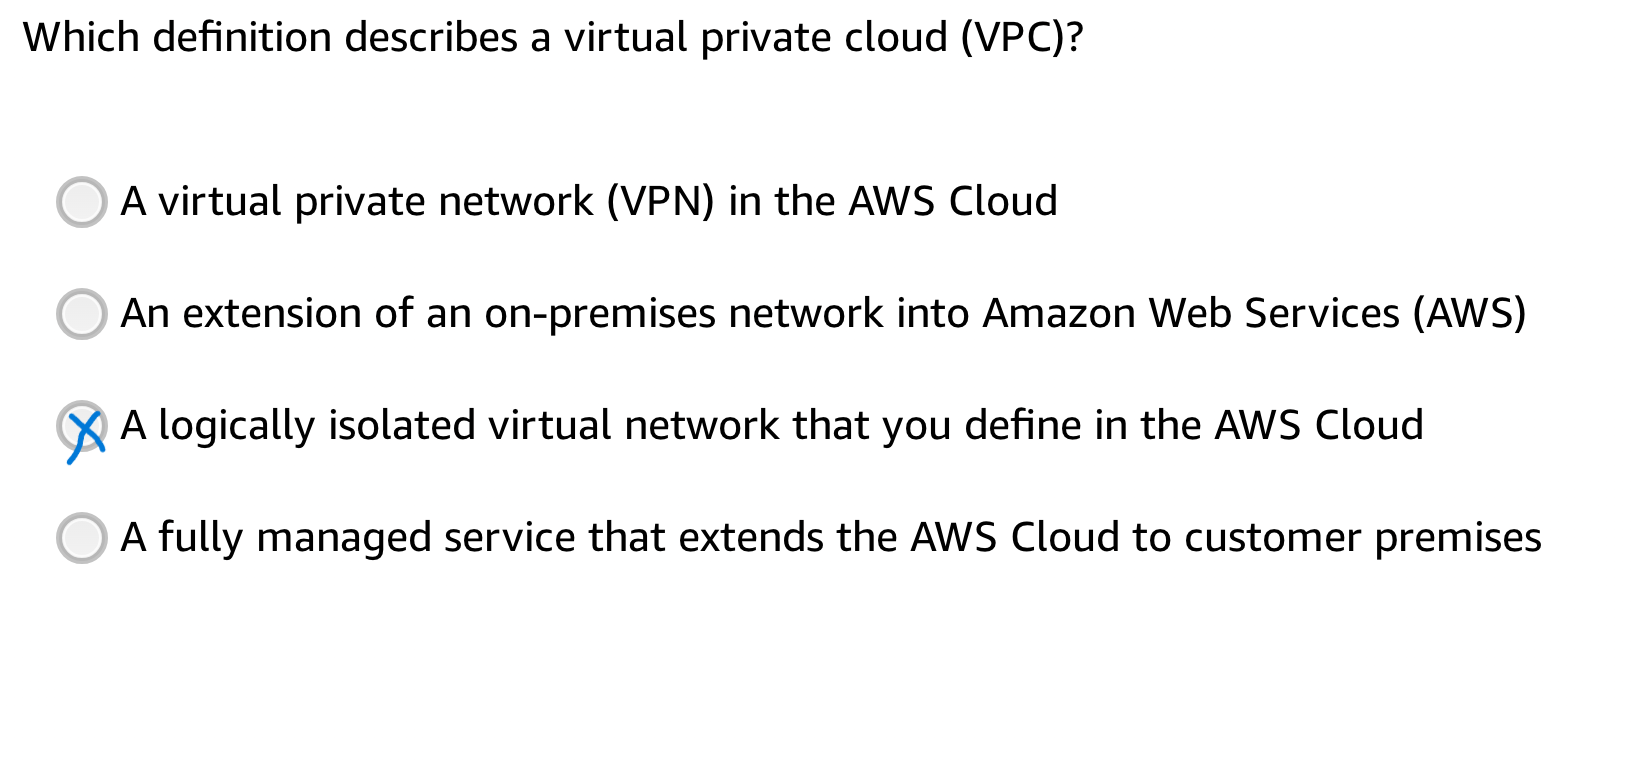 Which definition describes a virtual private cloud (VPC)?
A virtual private network (VPN) in the AWS Cloud
An extension of an on-premises network into Amazon Web Services (AWS)
A logically isolated virtual network that you define in the AWS Cloud
A fully managed service that extends the AWS Cloud to customer premises